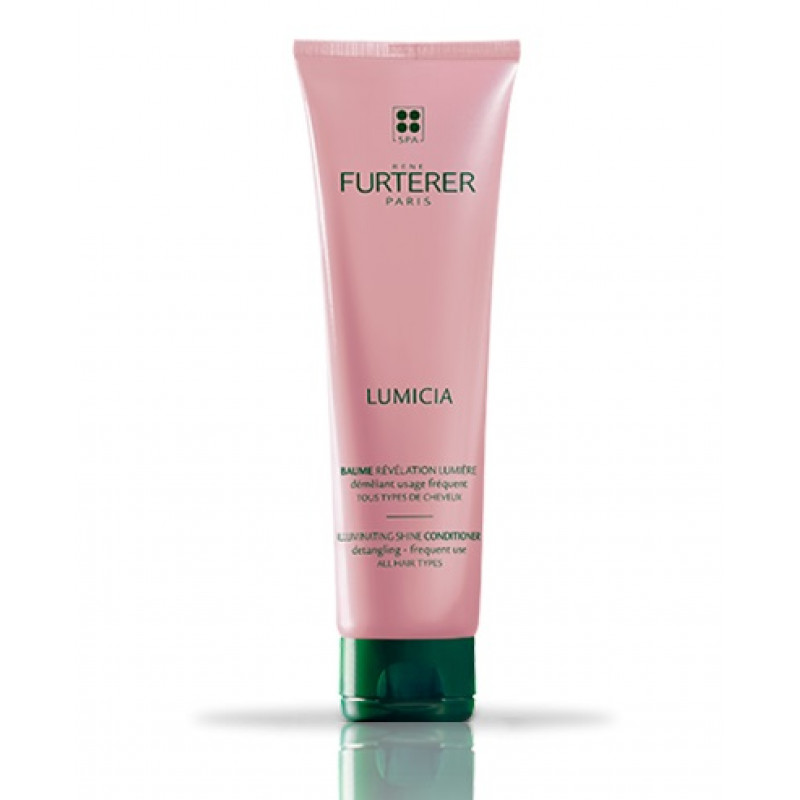 SPA
RENE
FURTERER
PARIS
LUMICIA
BAUME RÉVÉLATION LUMIÈRE
démêlant usage fréquent
TOUS TYPES DE CHEVEUX
ILLUMINATING SHINE CONDITIONER
detangling - frequent use
ALL HAIR TYPES